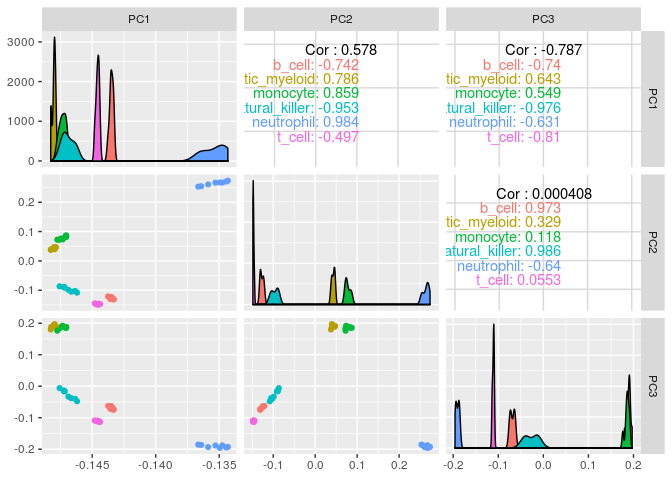 PC1 PC2 PC3
3000
2000
1000
0
Cor : 0.578
b_cell: -0.742
tic_myeloid: 0.786
monocyte: 0.859
atural_killer: -0.953
neutrophil: 0.984
t_cell: -0.497
Cor : -0.787
b_cell: -0.74
tic_myeloid: 0.643
monocyte: 0.549
atural_killer: -0.976
neutrophil: -0.631
t_cell: -0.81
PC1
0.2
0.1
0.0
-0.1
Cor : 0.000408
b_cell: 0.973
tic_myeloid: 0.329
monocyte: 0.118
atural_killer: 0.986
neutrophil: -0.64
t_cell: 0.0553
PC2
0.2
0.1
0.0
-0.1
-0.2
PC3
-0.145 -0.140 -0.135
-0.1 0.0 0.1 0.2
-0.2 -0.1 0.0 0.1 0.2